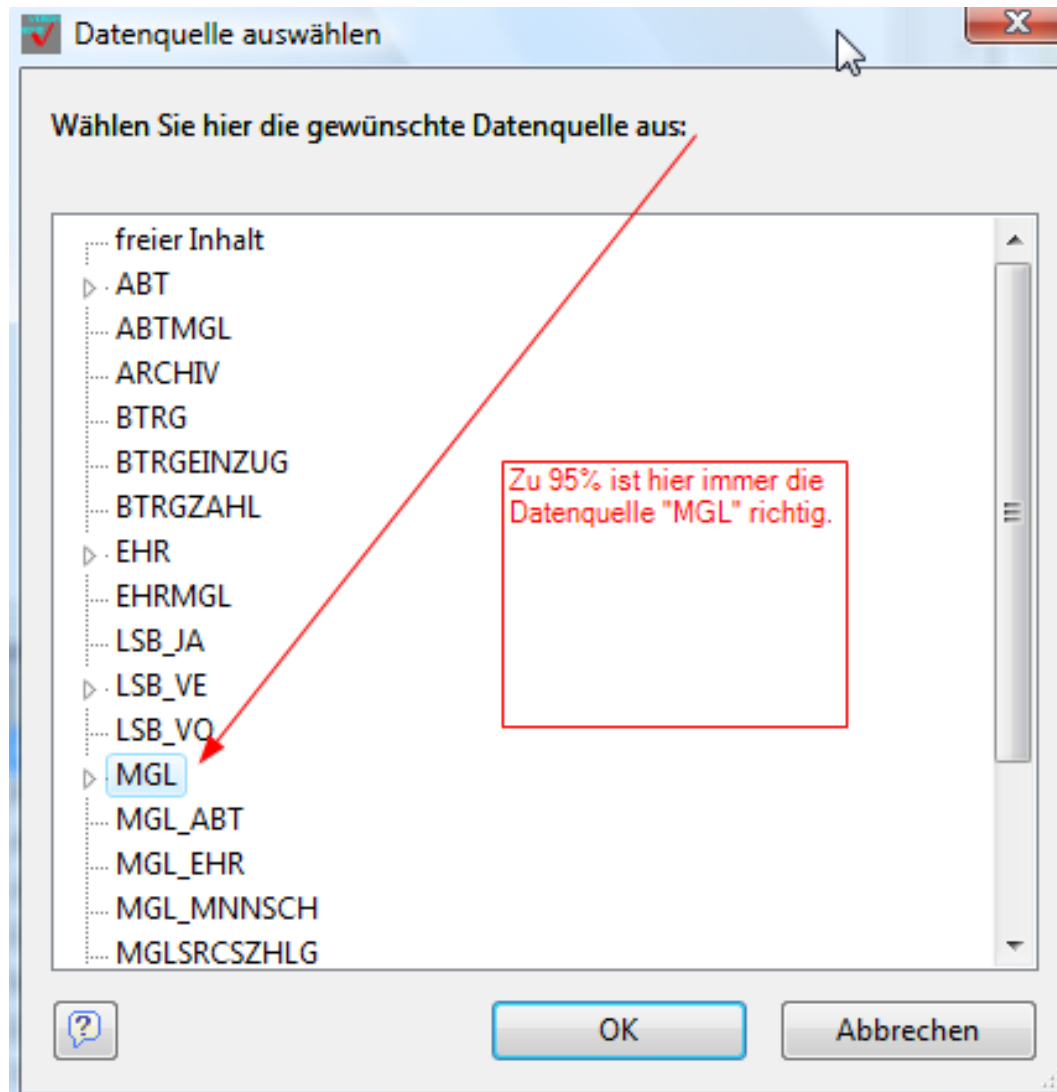 Datenquelle auswählen
Wählen Sie hier die gewünschte Datenquelle aus:
freier Inhalt
ABT
ABTMGL
ARCHIV
BTRG
BTRGEINZUG
BTRGZAHL
EHR
EHRMGL
LSB_JA
LSB_VE
LSB_VO
MGL
MGL_ABT
MGL_EHR
MGL_MNNSCH
MGLSRCSZHLG
Zu 95% ist hier immer die
Datenquelle "MGL" richtig.
OK
Abbrechen